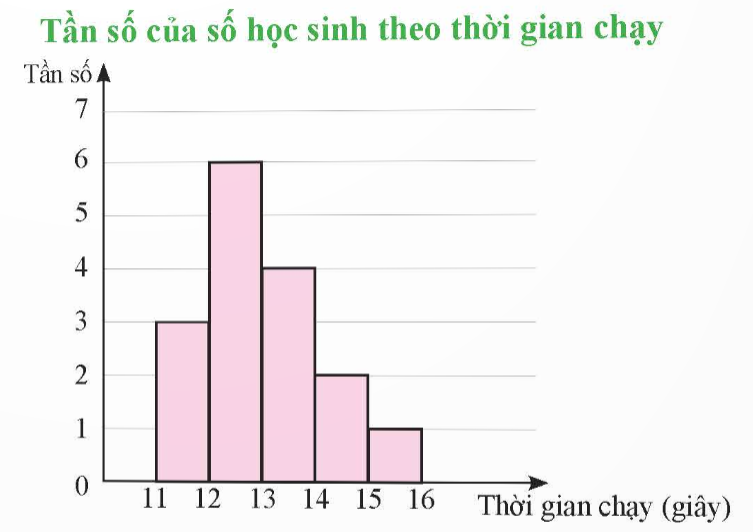 Tần số của số học sinh theo thời gian chạy
Tần số
7
6
5
4
3
2
1
0
11 12 13 14 15 16
Thời gian chạy (giây)